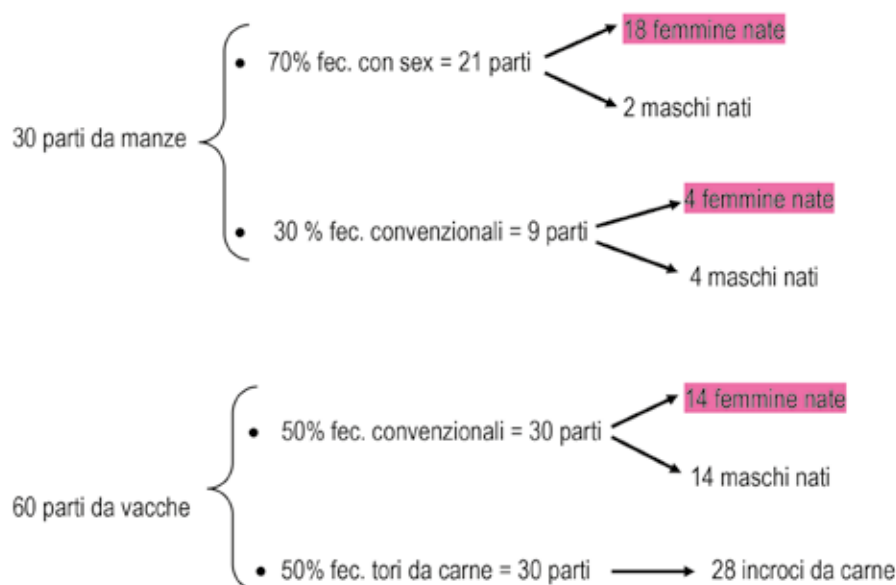 18 femmine nate
• 70% fec. con sex = 21 parti
2 maschi nati
30 parti da manze
4 femmine nate
• 30 % fec. convenzionali = 9 parti
4 maschi nati
14 femmine nate
• 50% fec. convenzionali = 30 parti
14 maschi nati
60 parti da vacche
• 50% fec. tori da carne = 30 parti
28 incroci da carne